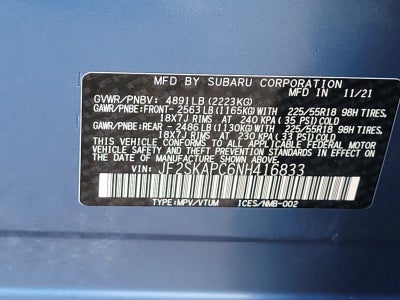 MFD. BY SUBARU CORPORATION
MADE IN JAPAN 11/21
GVWR/PNBV: 4891LB(2223KG)
GAWR/PNBE:FRONT- 2563LB(1165KG) 225/55R18 98H TIRES,
18X7J RIMS AT 240 KPA(35 PSI)COLD
GAWR/PNBE:REAR - 2486LB(1130KG) 225/55R18 98H TIRES,
18X7J RIMS AT 230 KPA(33 PSI)COLD
THIS VEHICLE CONFORMS TO ALL APPLICABLE FEDERAL MOTOR
VEHICLE SAFETY AND THEFT PREVENTION STANDARDS IN EFFECT
ON THE DATE OF MANUFACTURE SHOWN ABOVE.
VIN: JF2SKAPC6NH416833
TYPE:MPV/VTUM ICES/NMB-002